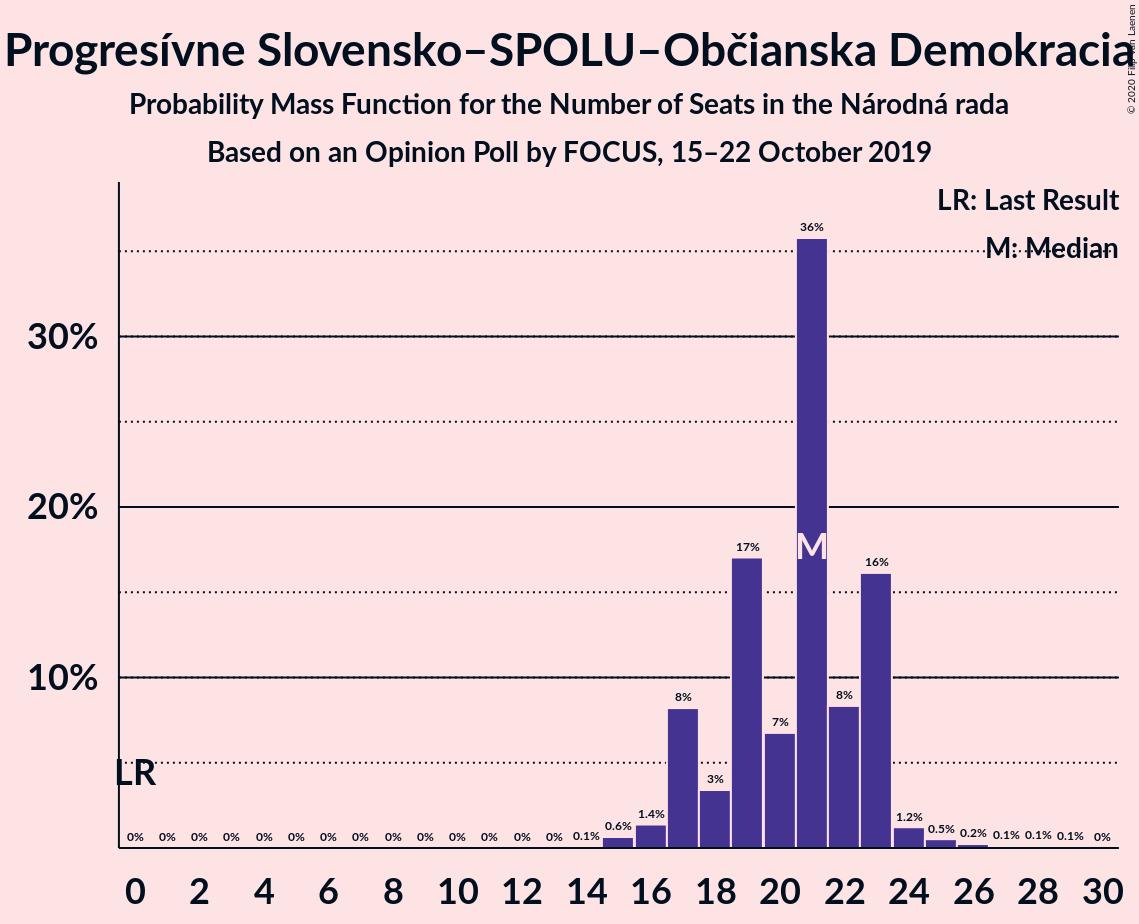 Progresívne Slovensko–SPOLU–Občianska Demokracia
Probability Mass Function for the Number of Seats in the Národná rada
Based on an Opinion Poll by FOCUS, 15–22 October 2019
© 2020 Filip van Laenen
LR: Last Result
M: Median
30%
20%
10%
LR
M
0% 0% 0% 0% 0% 0% 0% 0% 0% 0% 0% 0% 0% 0% 0.1% 0.6% 1.4% 8% 3% 17% 7% 36% 8% 16% 1.2% 0.5% 0.2% 0.1% 0.1% 0.1% 0%
0 2 4 6 8 10 12 14 16 18 20 22 24 26 28 30